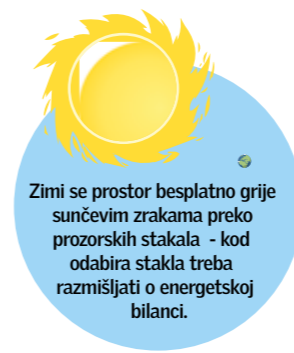 Zimi se prostor besplatno grije
sunčevim zrakama preko
prozorskih stakala - kod
odabira stakla treba
razmišljati o energetskoj
bilanci.